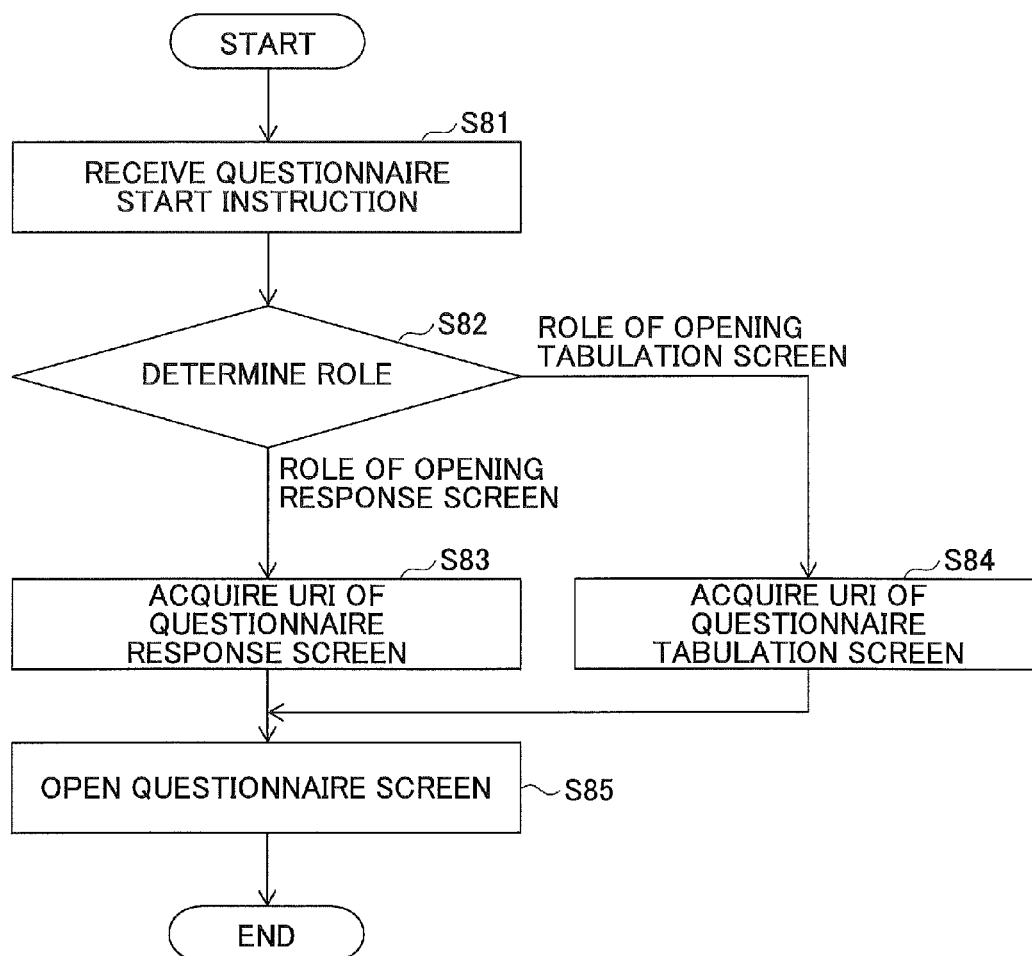 START
S81
RECEIVE QUESTIONNAIRE
START INSTRUCTION
S82
DETERMINE ROLE
ROLE OF OPENING
TABULATION SCREEN
ROLE OF OPENING
RESPONSE SCREEN
S83
ACQUIRE URI OF
QUESTIONNAIRE
RESPONSE SCREEN
S84
ACQUIRE URI OF
QUESTIONNAIRE
TABULATION SCREEN
OPEN QUESTIONNAIRE SCREEN
S85
END